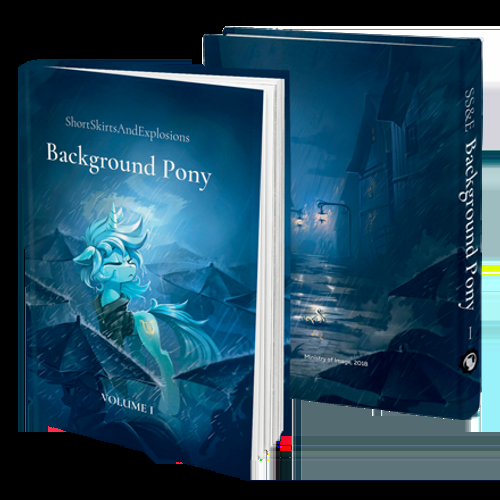 ShortSkirtsAndExplosions
Background Pony
VOLUME I
SS&E Background Pony I
Ministry of Image, 2018